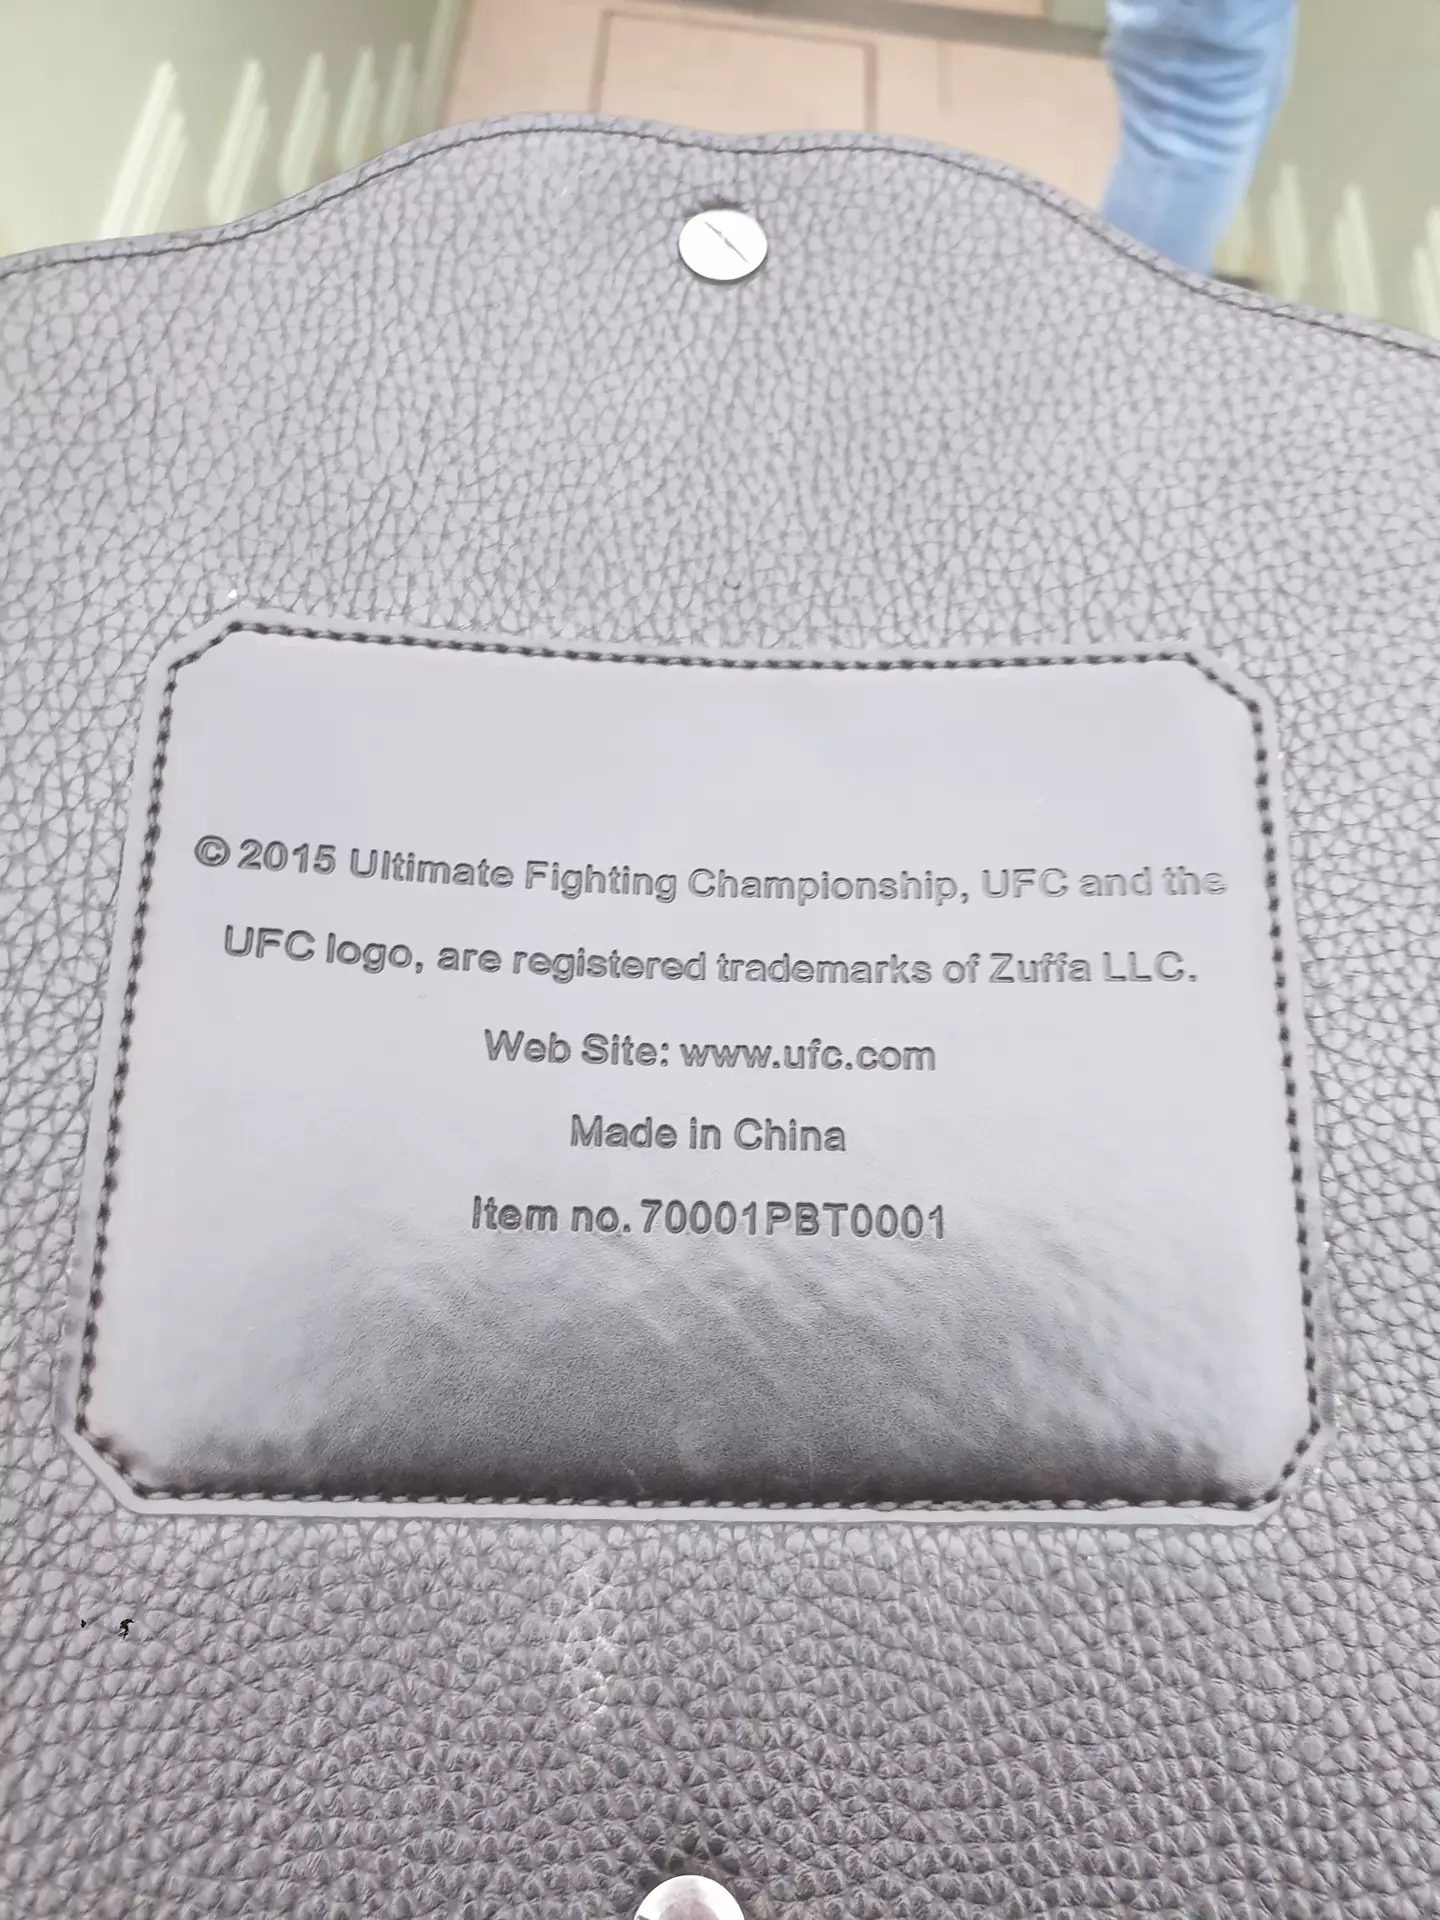 © 2015 Ultimate Fighting Championship, UFC and the
UFC logo, are registered trademarks of Zuffa LLC.
Web Site: www.ufc.com
Made in China
Item no. 70001PBT0001